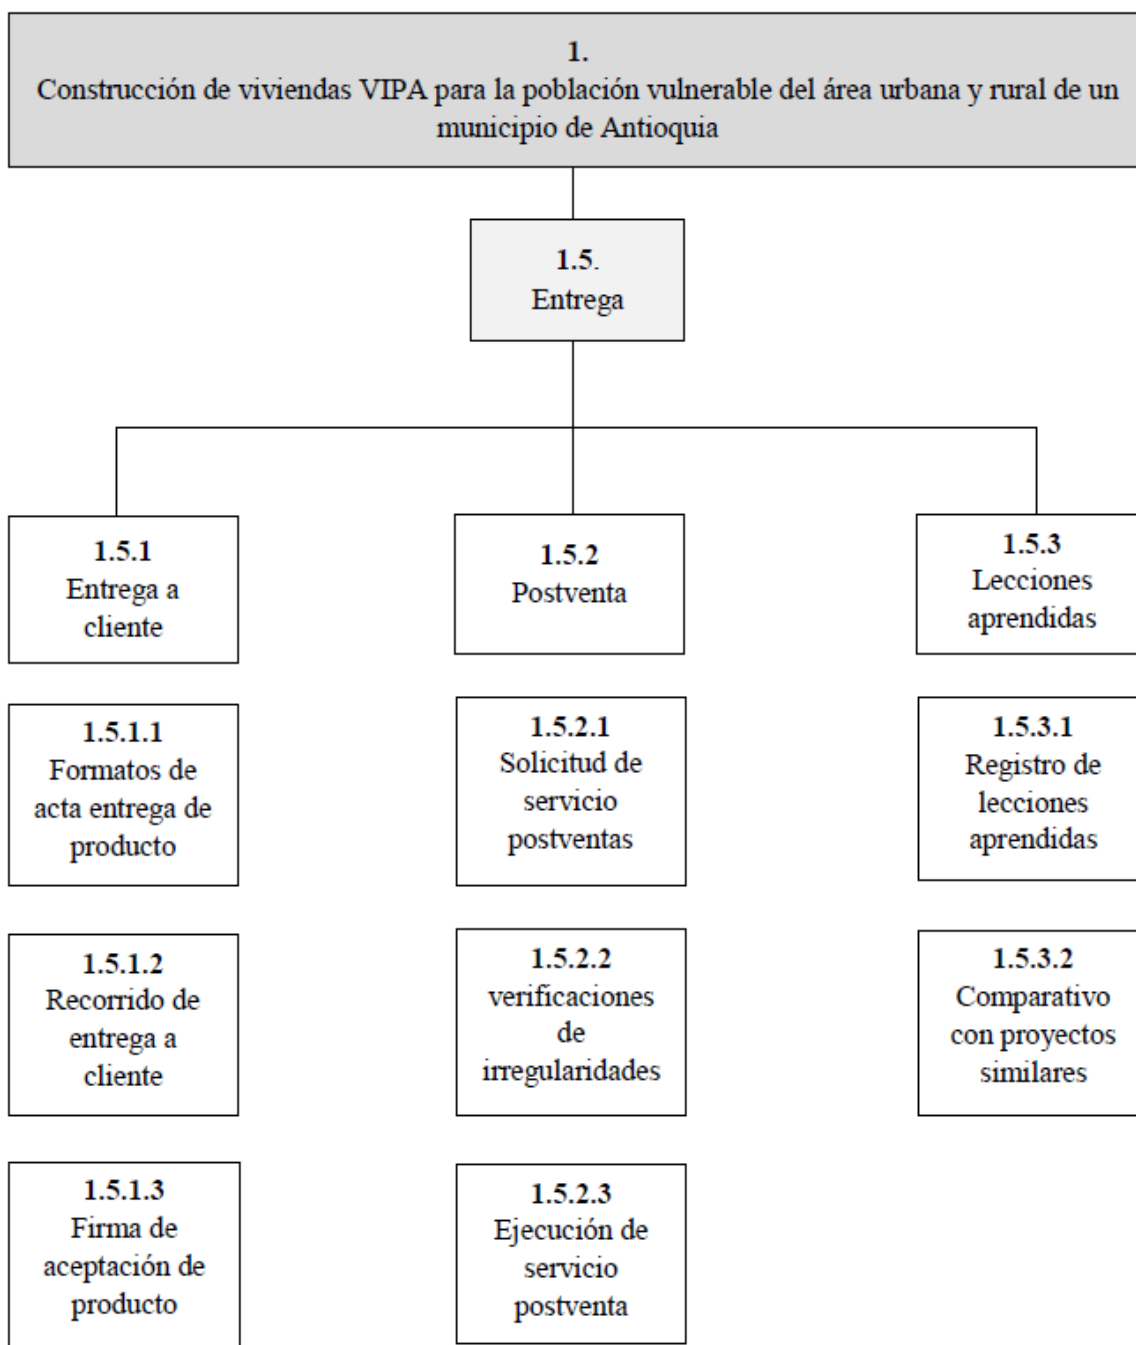 1.
Construcción de viviendas VIPA para la población vulnerable del área urbana y rural de un
municipio de Antioquia
1.5.
Entrega
1.5.1
Entrega a
cliente
1.5.2
Postventa
1.5.3
Lecciones
aprendidas
1.5.1.1
Formatos de
acta entrega de
producto
1.5.2.1
Solicitud de
servicio
postventas
1.5.3.1
Registro de
lecciones
aprendidas
1.5.1.2
Recorrido de
entrega a
cliente
1.5.2.2
verificaciones
de
irregularidades
1.5.3.2
Comparativo
con proyectos
similares
1.5.1.3
Firma de
aceptación de
producto
1.5.2.3
Ejecución de
servicio
postventa